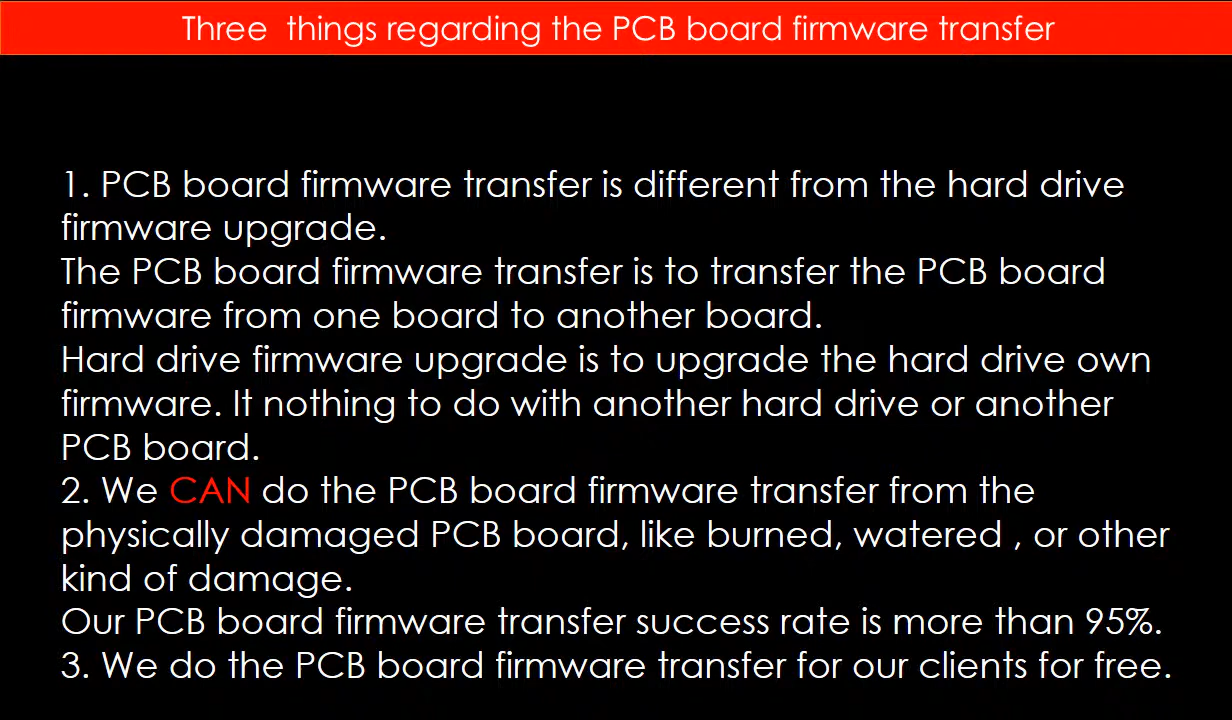 Three  things regarding the PCB board firmware transfer
1. PCB board firmware transfer is different from the hard drive
firmware upgrade.
The PCB board firmware transfer is to transfer the PCB board
firmware from one board to another board.
Hard drive firmware upgrade is to upgrade the hard drive own
firmware. It nothing to do with another hard drive or another
PCB board.
2. We CAN do the PCB board firmware transfer from the
physically damaged PCB board, like burned, watered , or other
kind of damage.
Our PCB board firmware transfer success rate is more than 95%.
3. We do the PCB board firmware transfer for our clients for free.